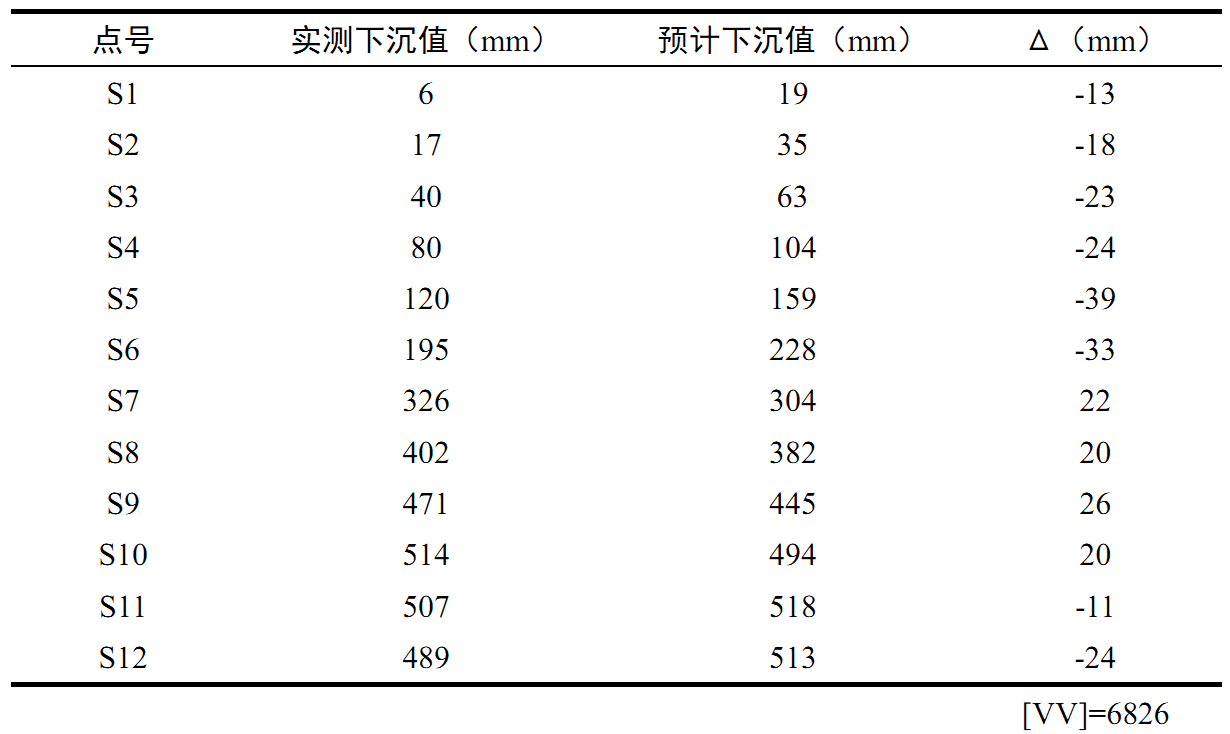 点号 实测下沉值（mm） 预计下沉值（mm） Δ（mm）
S1 6 19 -13
S2 17 35 -18
S3 40 63 -23
S4 80 104 -24
S5 120 159 -39
S6 195 228 -33
S7 326 304 22
S8 402 382 20
S9 471 445 26
S10 514 494 20
S11 507 518 -11
S12 489 513 -24
[VV]=6826